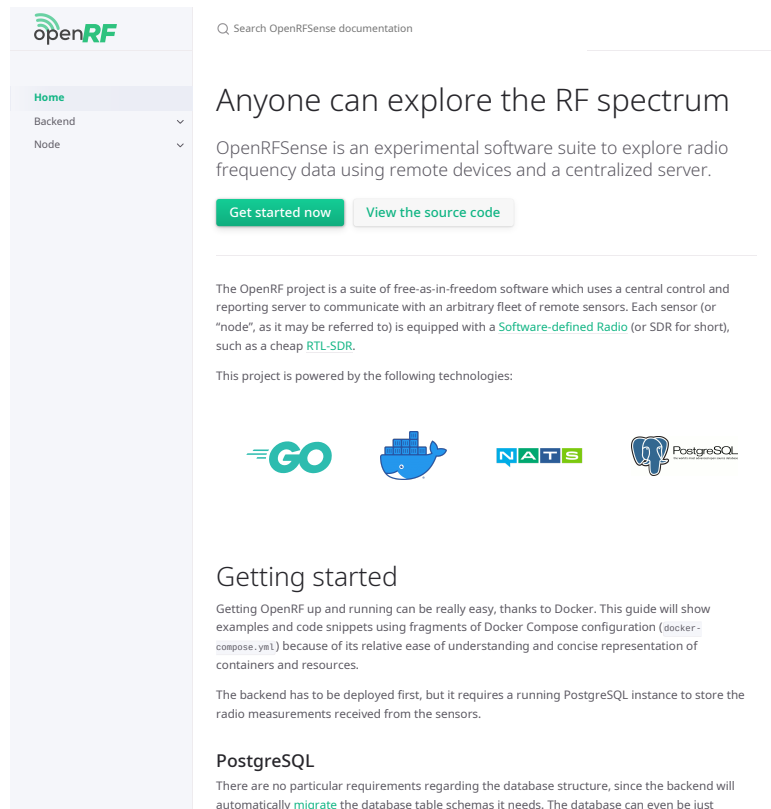 openRF
Search OpenRFSense documentation
Home
Backend
Node
Anyone can explore the RF spectrum
OpenRFSense is an experimental software suite to explore radio
frequency data using remote devices and a centralized server.
Get started now
View the source code
The OpenRF project is a suite of free-as-in-freedom software which uses a central control and
reporting server to communicate with an arbitrary fleet of remote sensors. Each sensor (or
“node”, as it may be referred to) is equipped with a Software-defined Radio (or SDR for short),
such as a cheap RTL-SDR.
This project is powered by the following technologies:
GO
NATS
PostgreSQL
Getting started
Getting OpenRF up and running can be really easy, thanks to Docker. This guide will show
examples and code snippets using fragments of Docker Compose configuration (docker-
compose.yml) because of its relative ease of understanding and concise representation of
containers and resources.
The backend has to be deployed first, but it requires a running PostgreSQL instance to store the
radio measurements received from the sensors.
PostgreSQL
There are no particular requirements regarding the database structure, since the backend will
automatically migrate the database table schemas it needs. The database can even be just